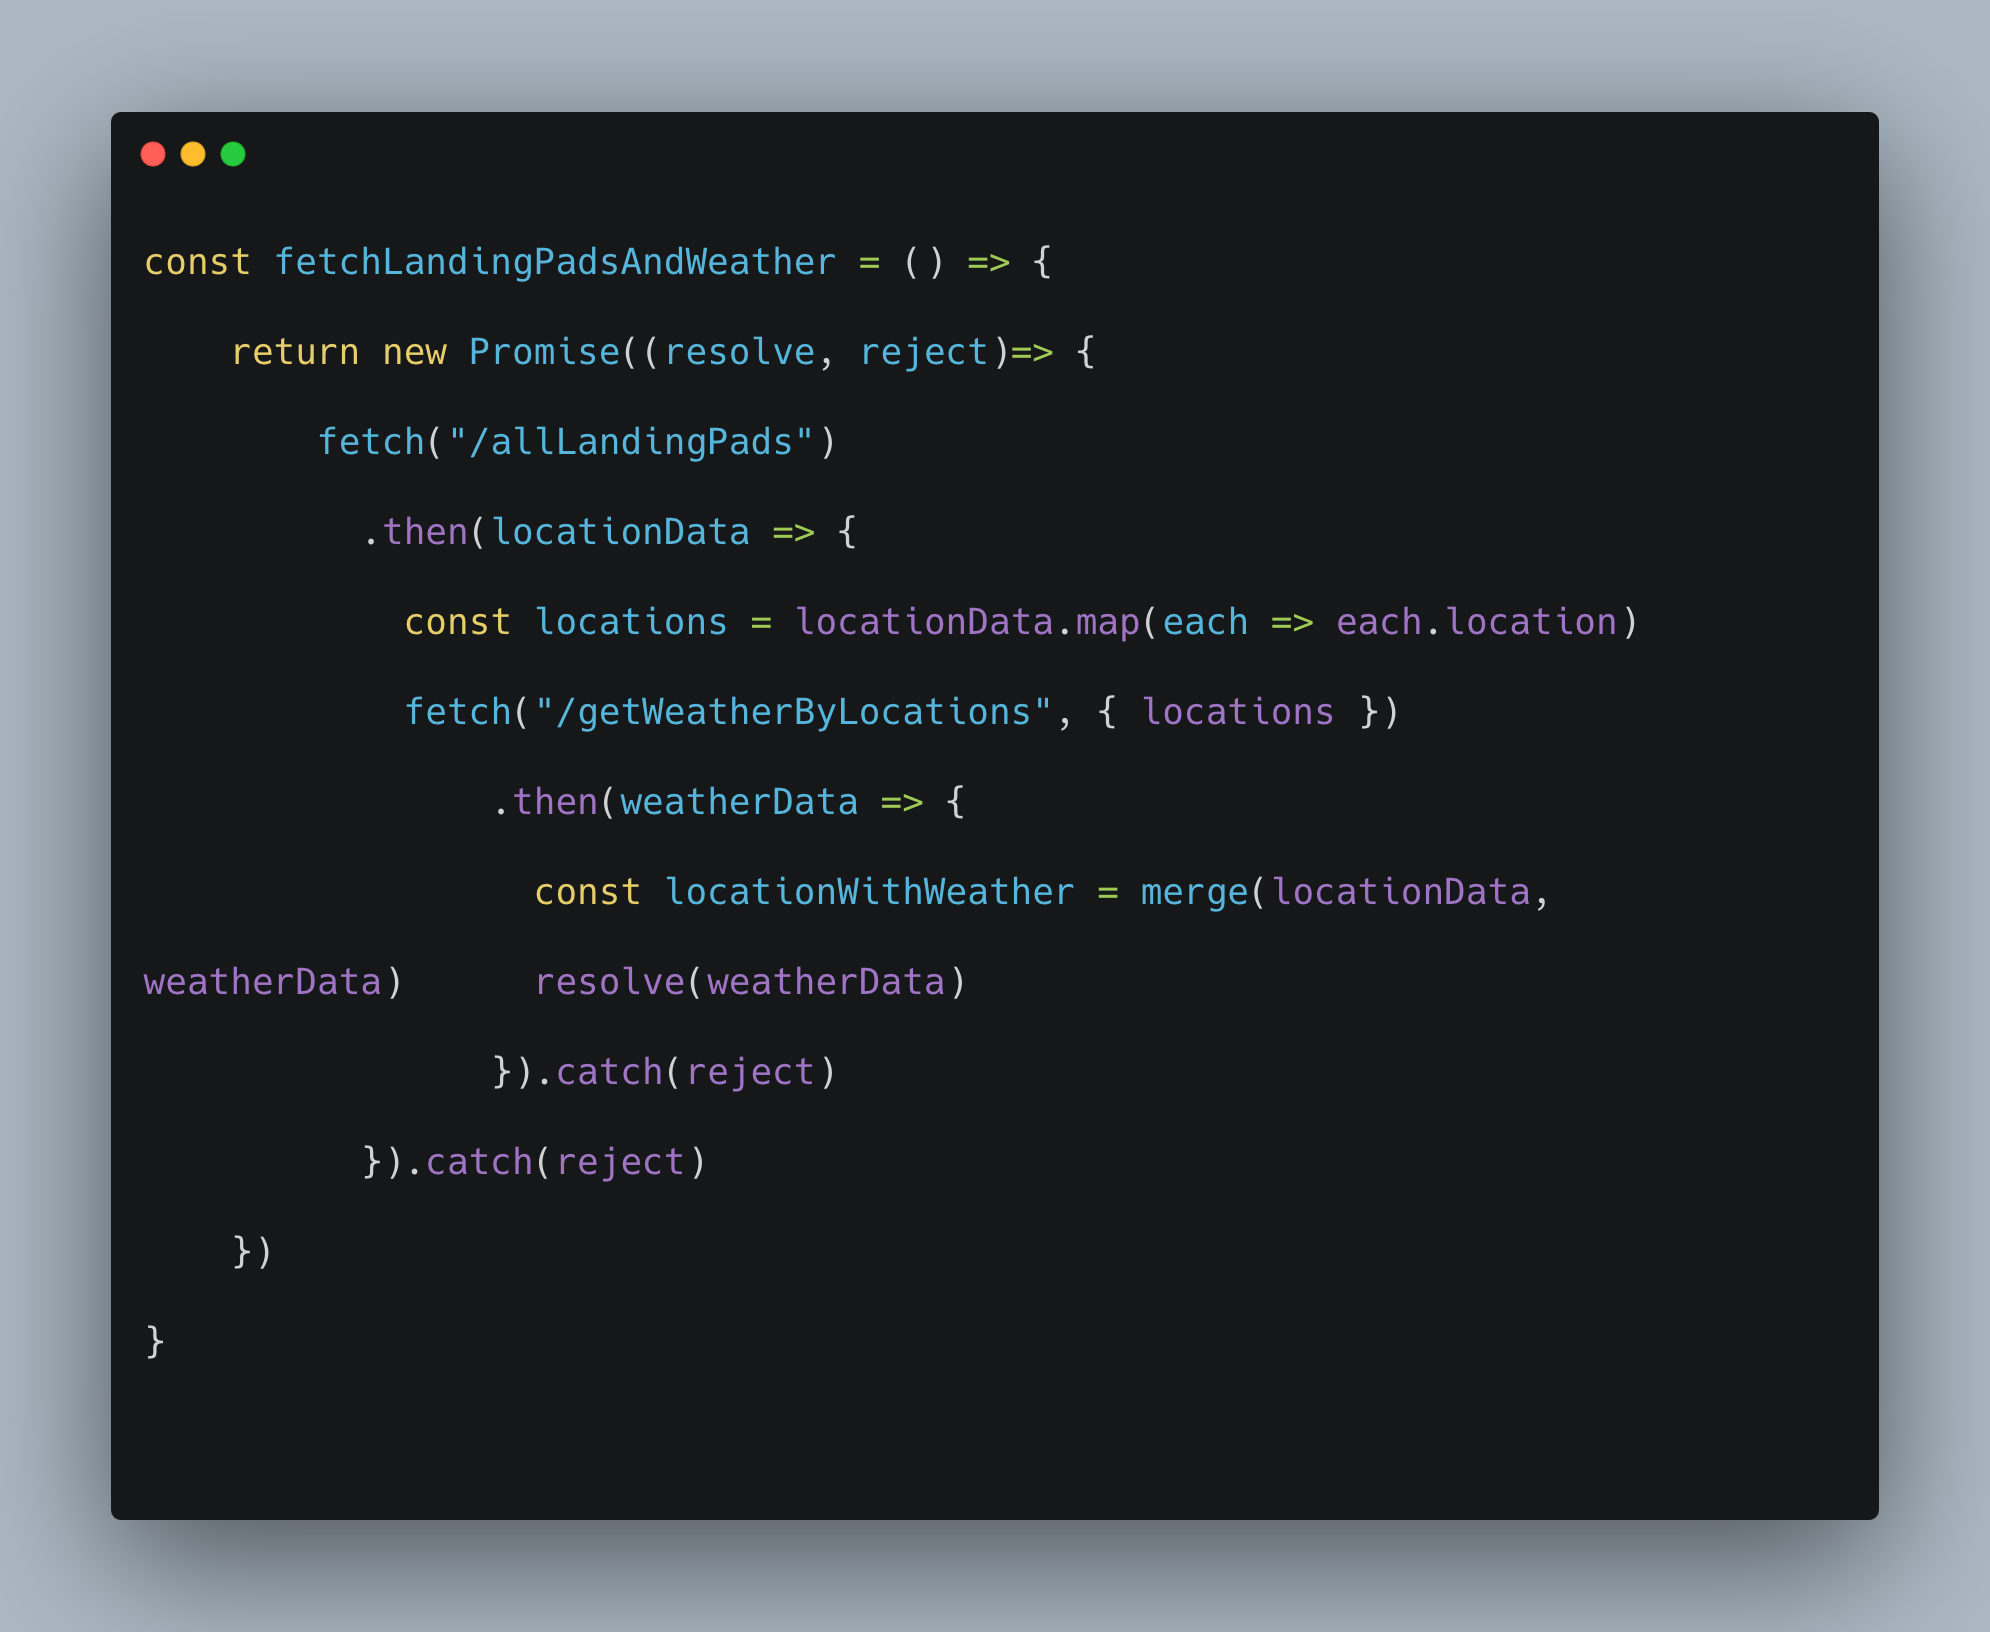 const fetchLandingPadsAndWeather = () => {
    return new Promise((resolve, reject)=> {
        fetch("/allLandingPads")
          .then(locationData => {
            const locations = locationData.map(each => each.location)
            fetch("/getWeatherByLocations", { locations })
                .then(weatherData => {
                  const locationWithWeather = merge(locationData,
weatherData)      resolve(weatherData)
                }).catch(reject)
          }).catch(reject)
    })
}